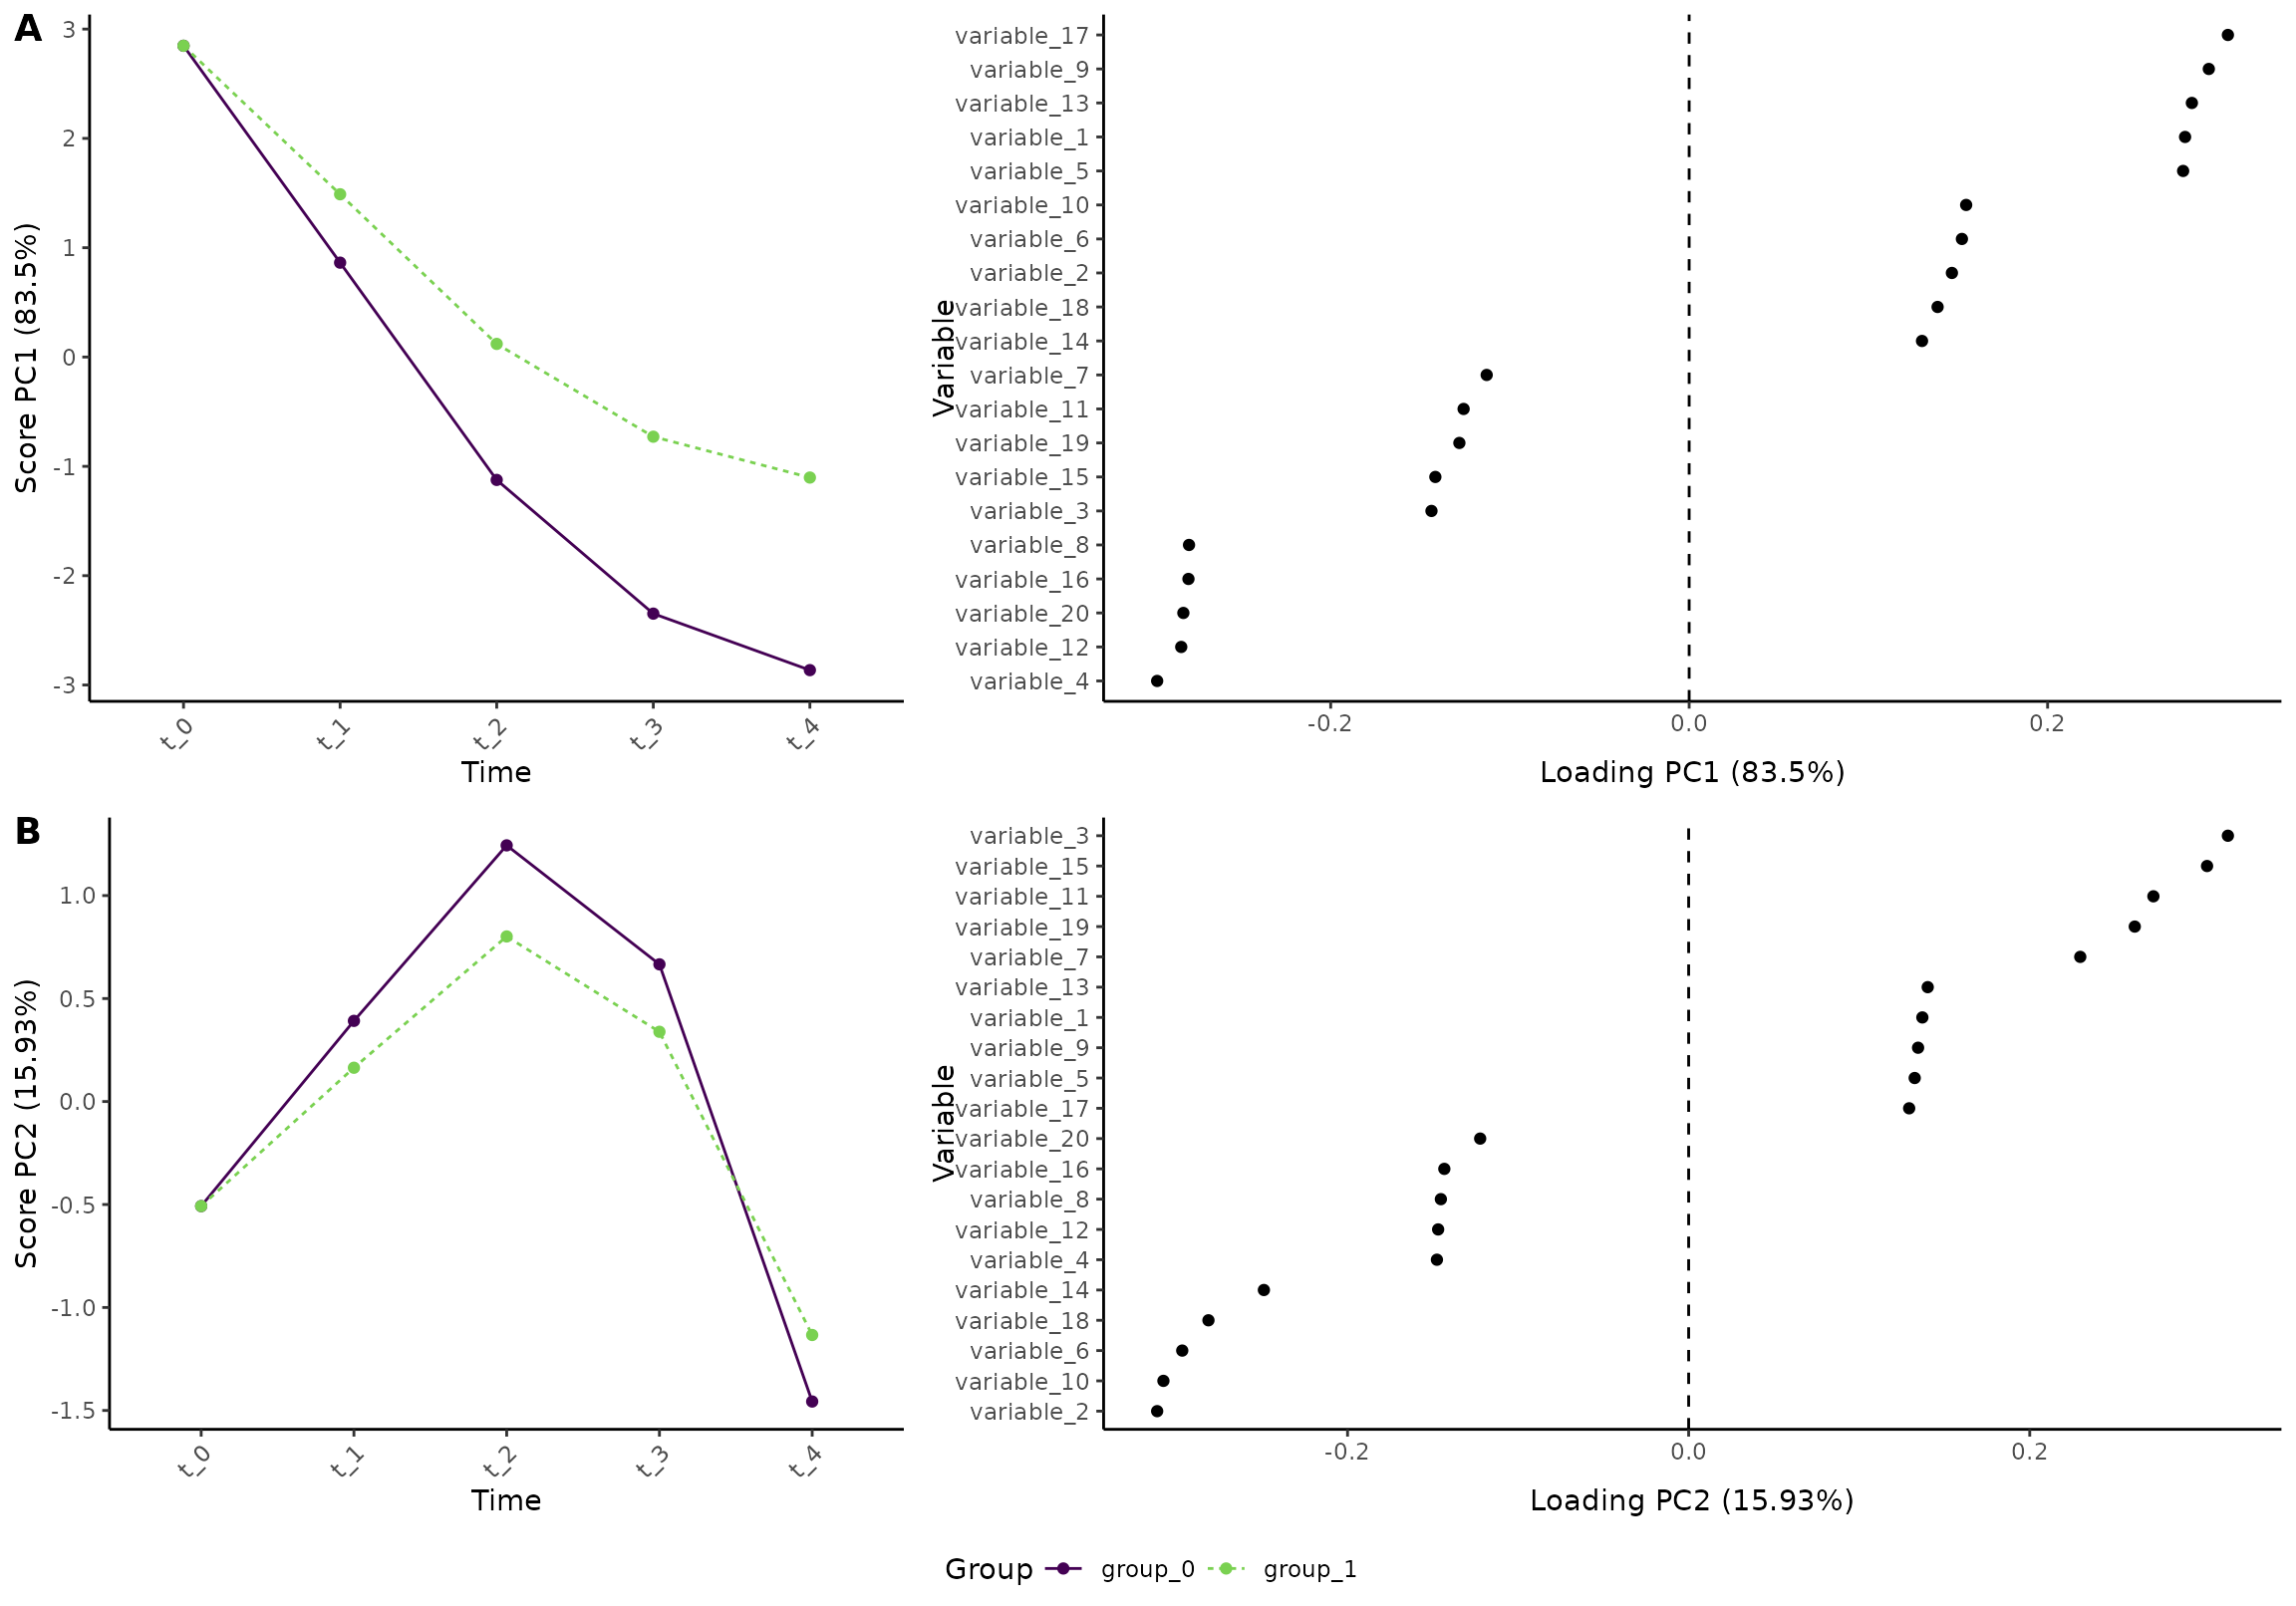 A
Score PC1 (83.5%)
3
2
1
0
-1
-2
-3
t_0
t_1
t_2
t_3
t_4
Time
Variable
variable_17
variable_9
variable_13
variable_1
variable_5
variable_10
variable_6
variable_2
variable_18
variable_14
variable_7
variable_11
variable_19
variable_15
variable_3
variable_8
variable_16
variable_20
variable_12
variable_4
-0.2 0.0 0.2
Loading PC1 (83.5%)
B
Score PC2 (15.93%)
1.0
0.5
0.0
-0.5
-1.0
-1.5
t_0
t_1
t_2
t_3
t_4
Time
Variable
variable_3
variable_15
variable_11
variable_19
variable_7
variable_13
variable_1
variable_9
variable_5
variable_17
variable_20
variable_16
variable_8
variable_12
variable_4
variable_14
variable_18
variable_6
variable_10
variable_2
-0.2 0.0 0.2
Loading PC2 (15.93%)
Group group_0 group_1